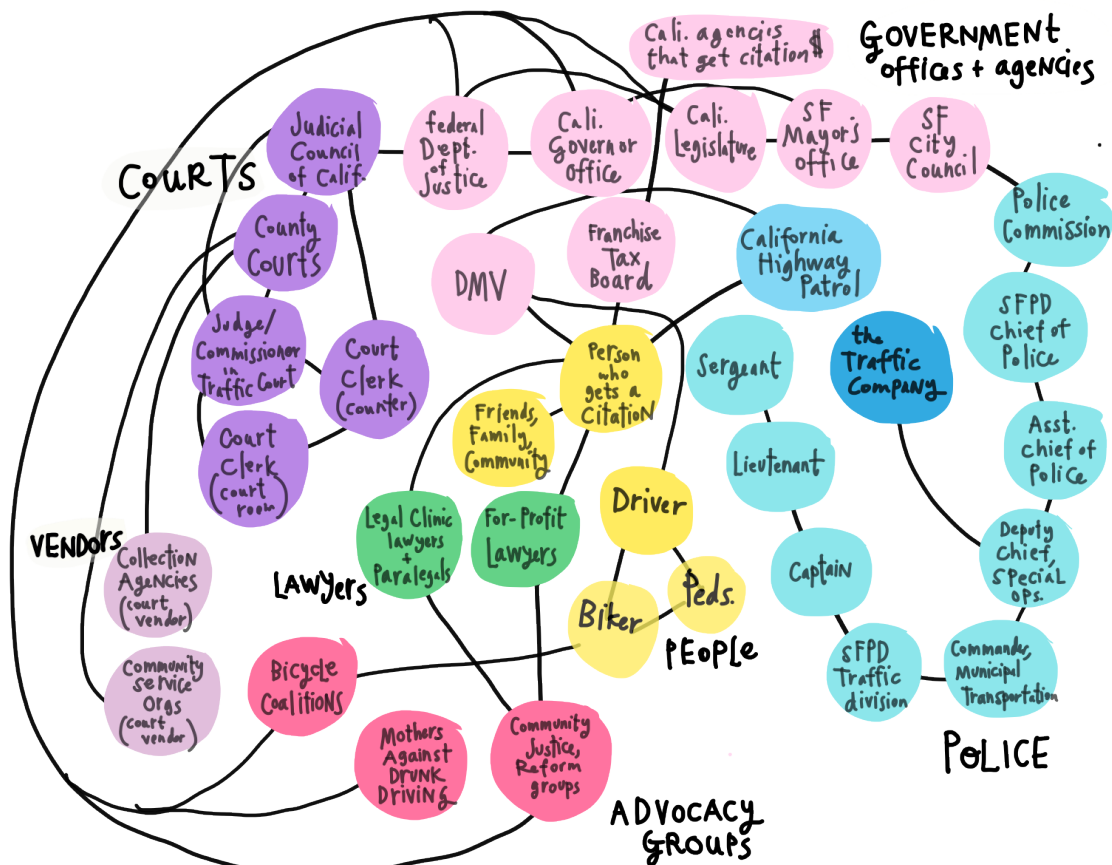 Cali. agencies
that get citation $
GOVERNMENT
offices + agencies
COURTS
Judicial
Council
of Calif.
federal
Dept.
of
Justice
Cali.
Governor
Office
Cali.
Legislature
SF
Mayor's
Office
SF
City
Council
Police
Commission
County
Courts
DMV
Franchise
Tax
Board
California
Highway
Patrol
SFPD
Chief of
Police
Judge/
Commissioner
in
Traffic Court
Court
Clerk
(counter)
Person
who
gets a
Citation
Sergeant
the
Traffic
Company
Friends,
Family,
Community
Court
Clerk
(court
room)
Lieutenant
Asst.
chief of
Police
VENDORS
Collection
Agencies
(court
vendor)
LAWYERS
Legal Clinic
lawyers
+
Paralegals
For-Profit
Lawyers
Driver
Captain
Deputy
Chief,
Special
ops.
Biker
Peds.
PEOPLE
Community
Service
Orgs
(court
vendor)
Bicycle
Coalitions
SFPD
Traffic
division
Commander,
Municipal
Transportation
POLICE
Mothers
Against
Drunk
Driving
Community
Justice,
Reform
groups
ADVOCACY
GROUPS